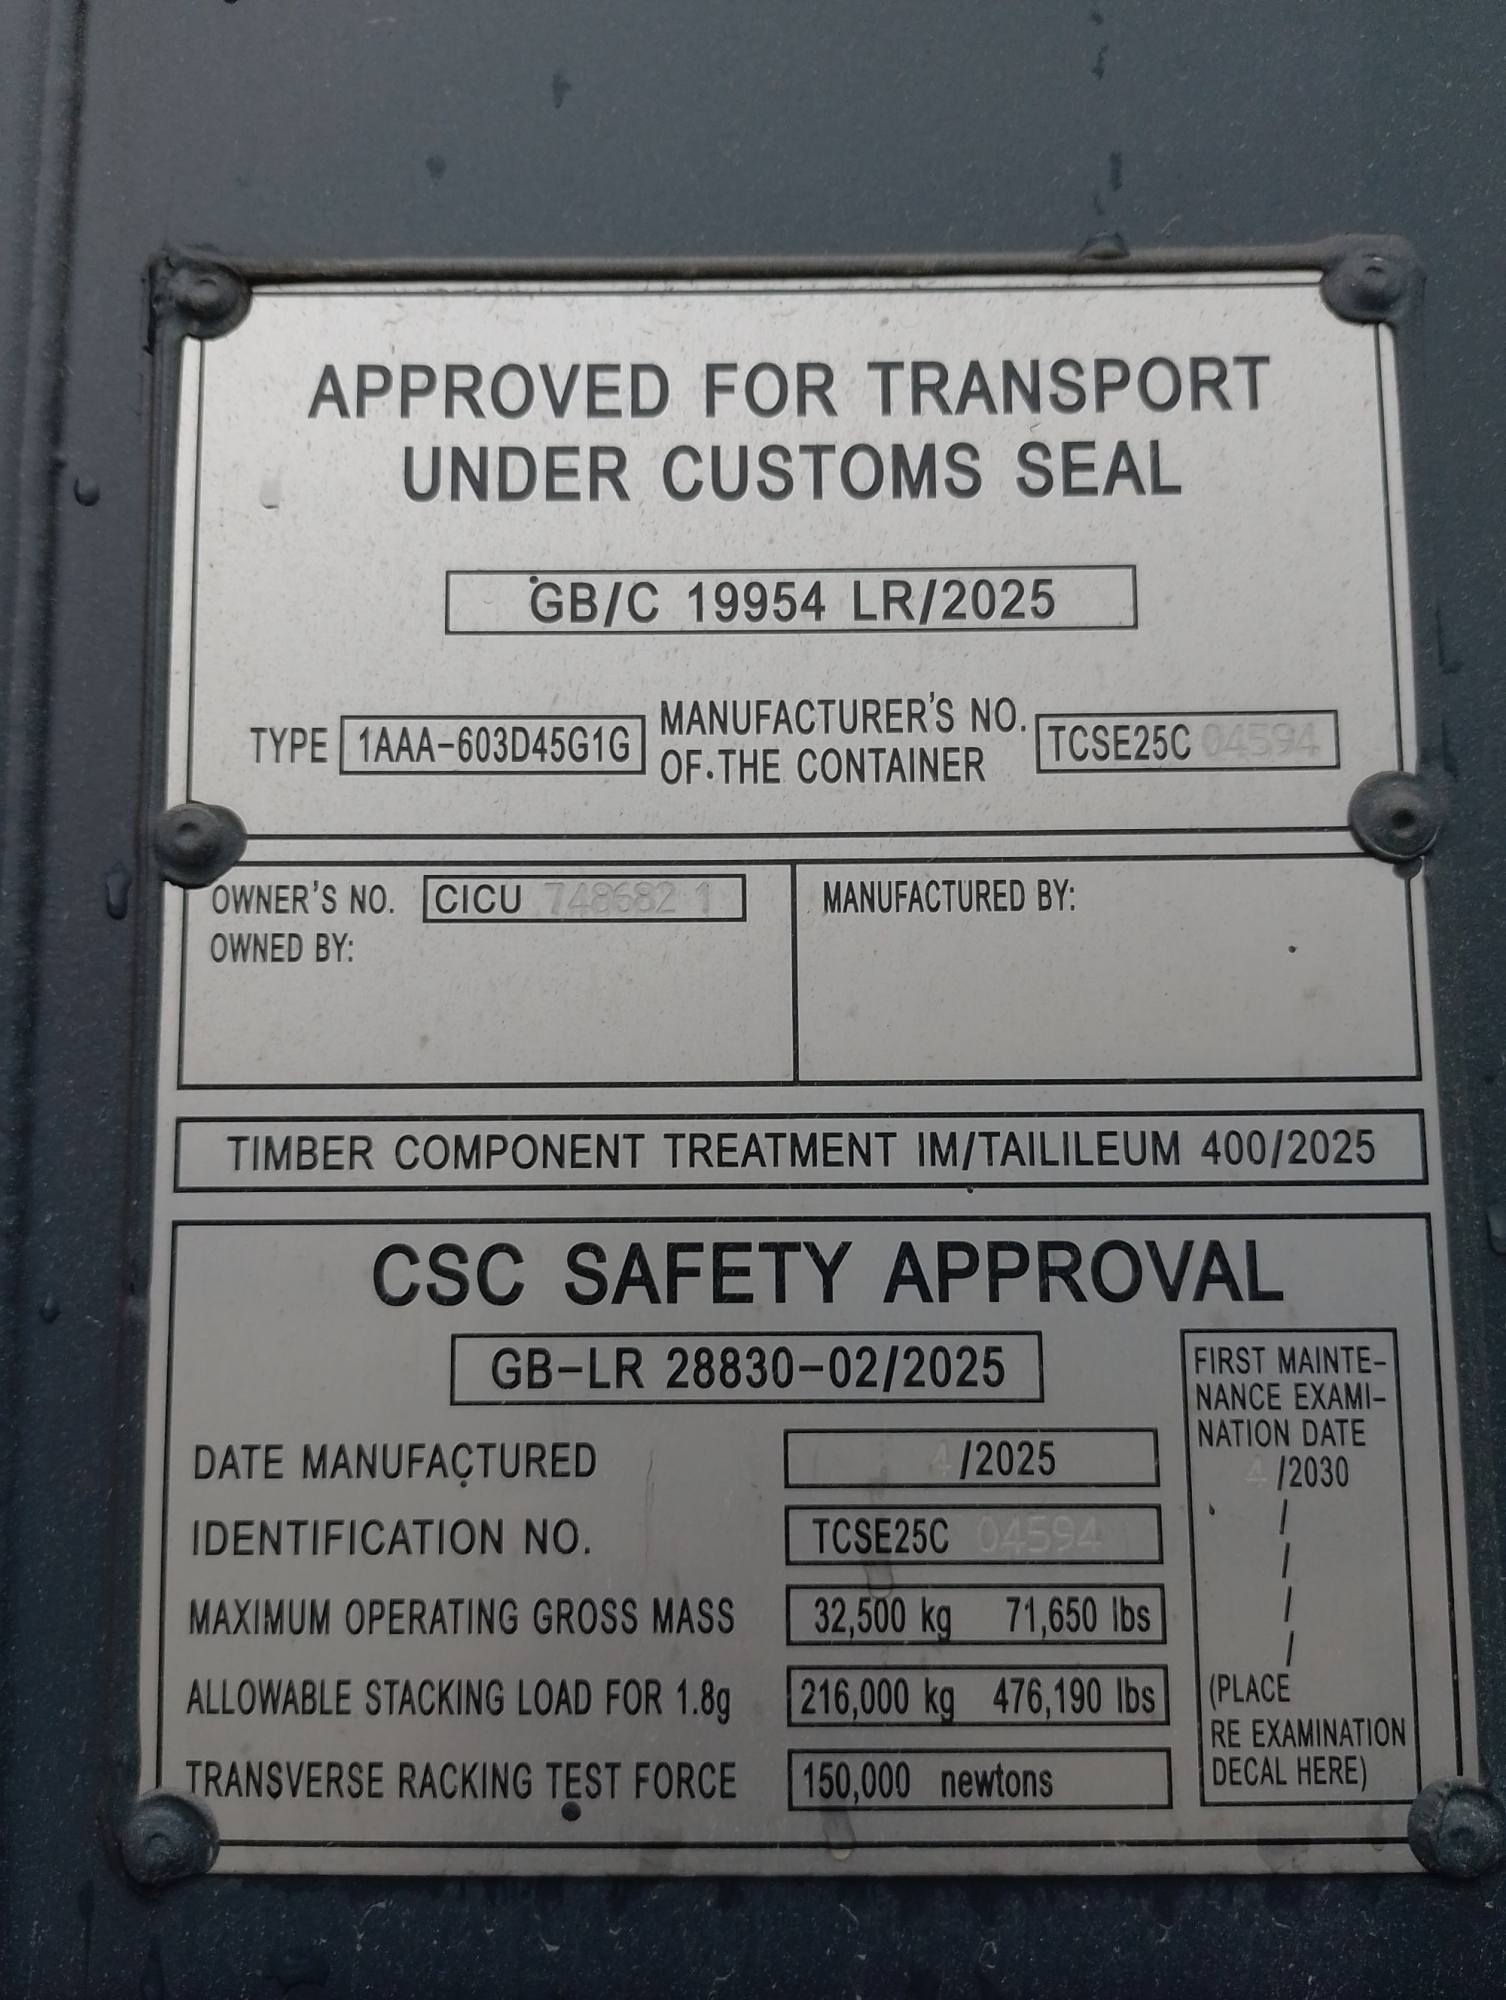 APPROVED FOR TRANSPORT
UNDER CUSTOMS SEAL
GB/C 19954 LR/2025
TYPE 1AAA-603D45G1G MANUFACTURER'S NO. OF THE CONTAINER TCSE25C 04594
OWNER'S NO. CICU 748682 1
OWNED BY:
MANUFACTURED BY:
TIMBER COMPONENT TREATMENT IM/TAILILEUM 400/2025
CSC SAFETY APPROVAL
GB-LR 28830-02/2025
DATE MANUFACTURED 4/2025
IDENTIFICATION NO. TCSE25C 04594
MAXIMUM OPERATING GROSS MASS 32,500 kg 71,650 lbs
ALLOWABLE STACKING LOAD FOR 1.8g 216,000 kg 476,190 lbs
TRANSVERSE RACKING TEST FORCE 150,000 newtons
FIRST MAINTE-
NANCE EXAMI-
NATION DATE
4/2030
/
/
/
/
(PLACE
RE EXAMINATION
DECAL HERE)